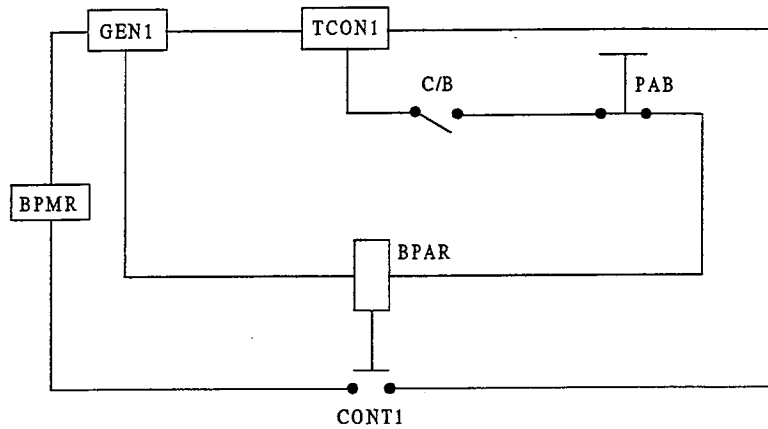 GEN1
TCON1
C/B
PAB
BPMR
BPAR
CONT1